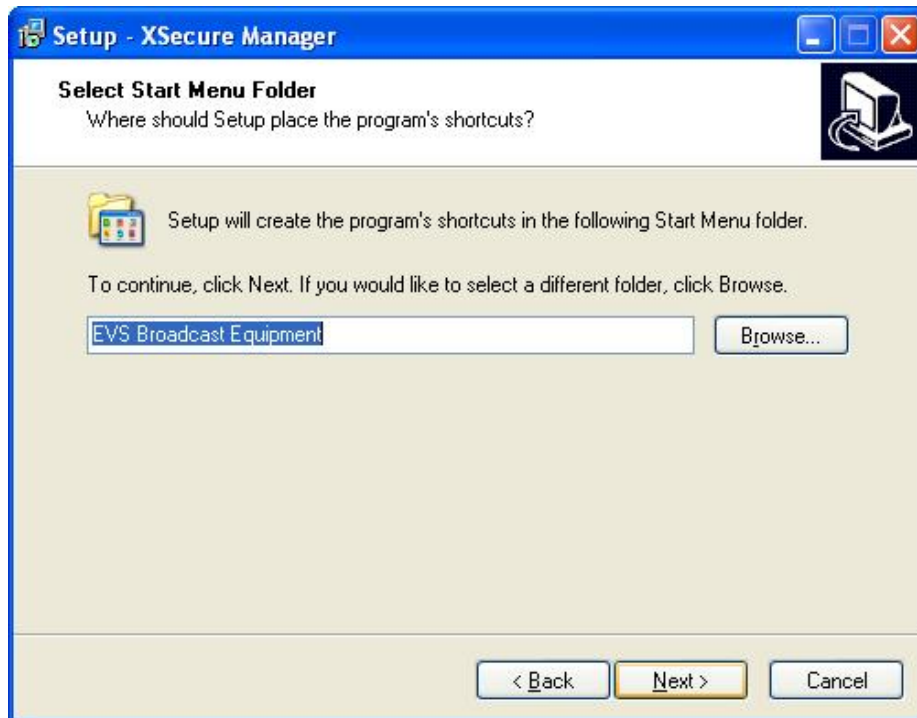 Setup - XSecure Manager
Select Start Menu Folder
Where should Setup place the program's shortcuts?
Setup will create the program's shortcuts in the following Start Menu folder.
To continue, click Next. If you would like to select a different folder, click Browse.
EVS Broadcast Equipment
Browse...
< Back
Next >
Cancel